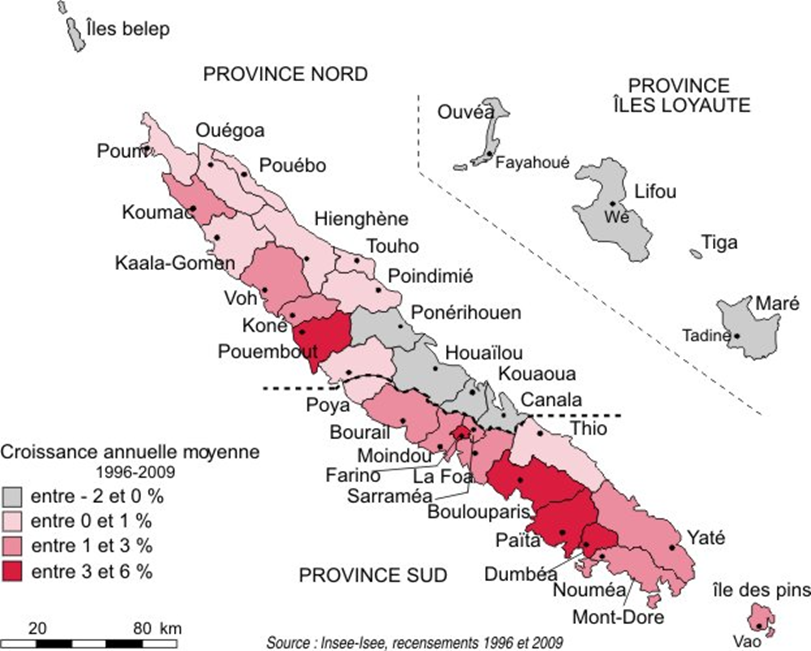 Îles belep
PROVINCE NORD
PROVINCE
ÎLES LOYAUTE
Ouvéa
Fayahoué
Lifou
Wé
Tiga
Maré
Tadine
Ouégoa
Poum
Pouébo
Koumac
Hienghène
Touho
Kaala-Gomen
Poindimié
Voh
Ponérihouen
Koné
Pouembout
Houaïlou
Kouaoua
Canala
Poya
Thio
Bourail
Moindou
Farino
La Foa
Sarraméa
Boulouparis
Païta
Yaté
Dumbéa
Nouméa
Mont-Dore
île des pins
Vao
PROVINCE SUD
Croissance annuelle moyenne
1996-2009
entre - 2 et 0 %
entre 0 et 1 %
entre 1 et 3 %
entre 3 et 6 %
20 80 km
Source : Insee-Isee, recensements 1996 et 2009